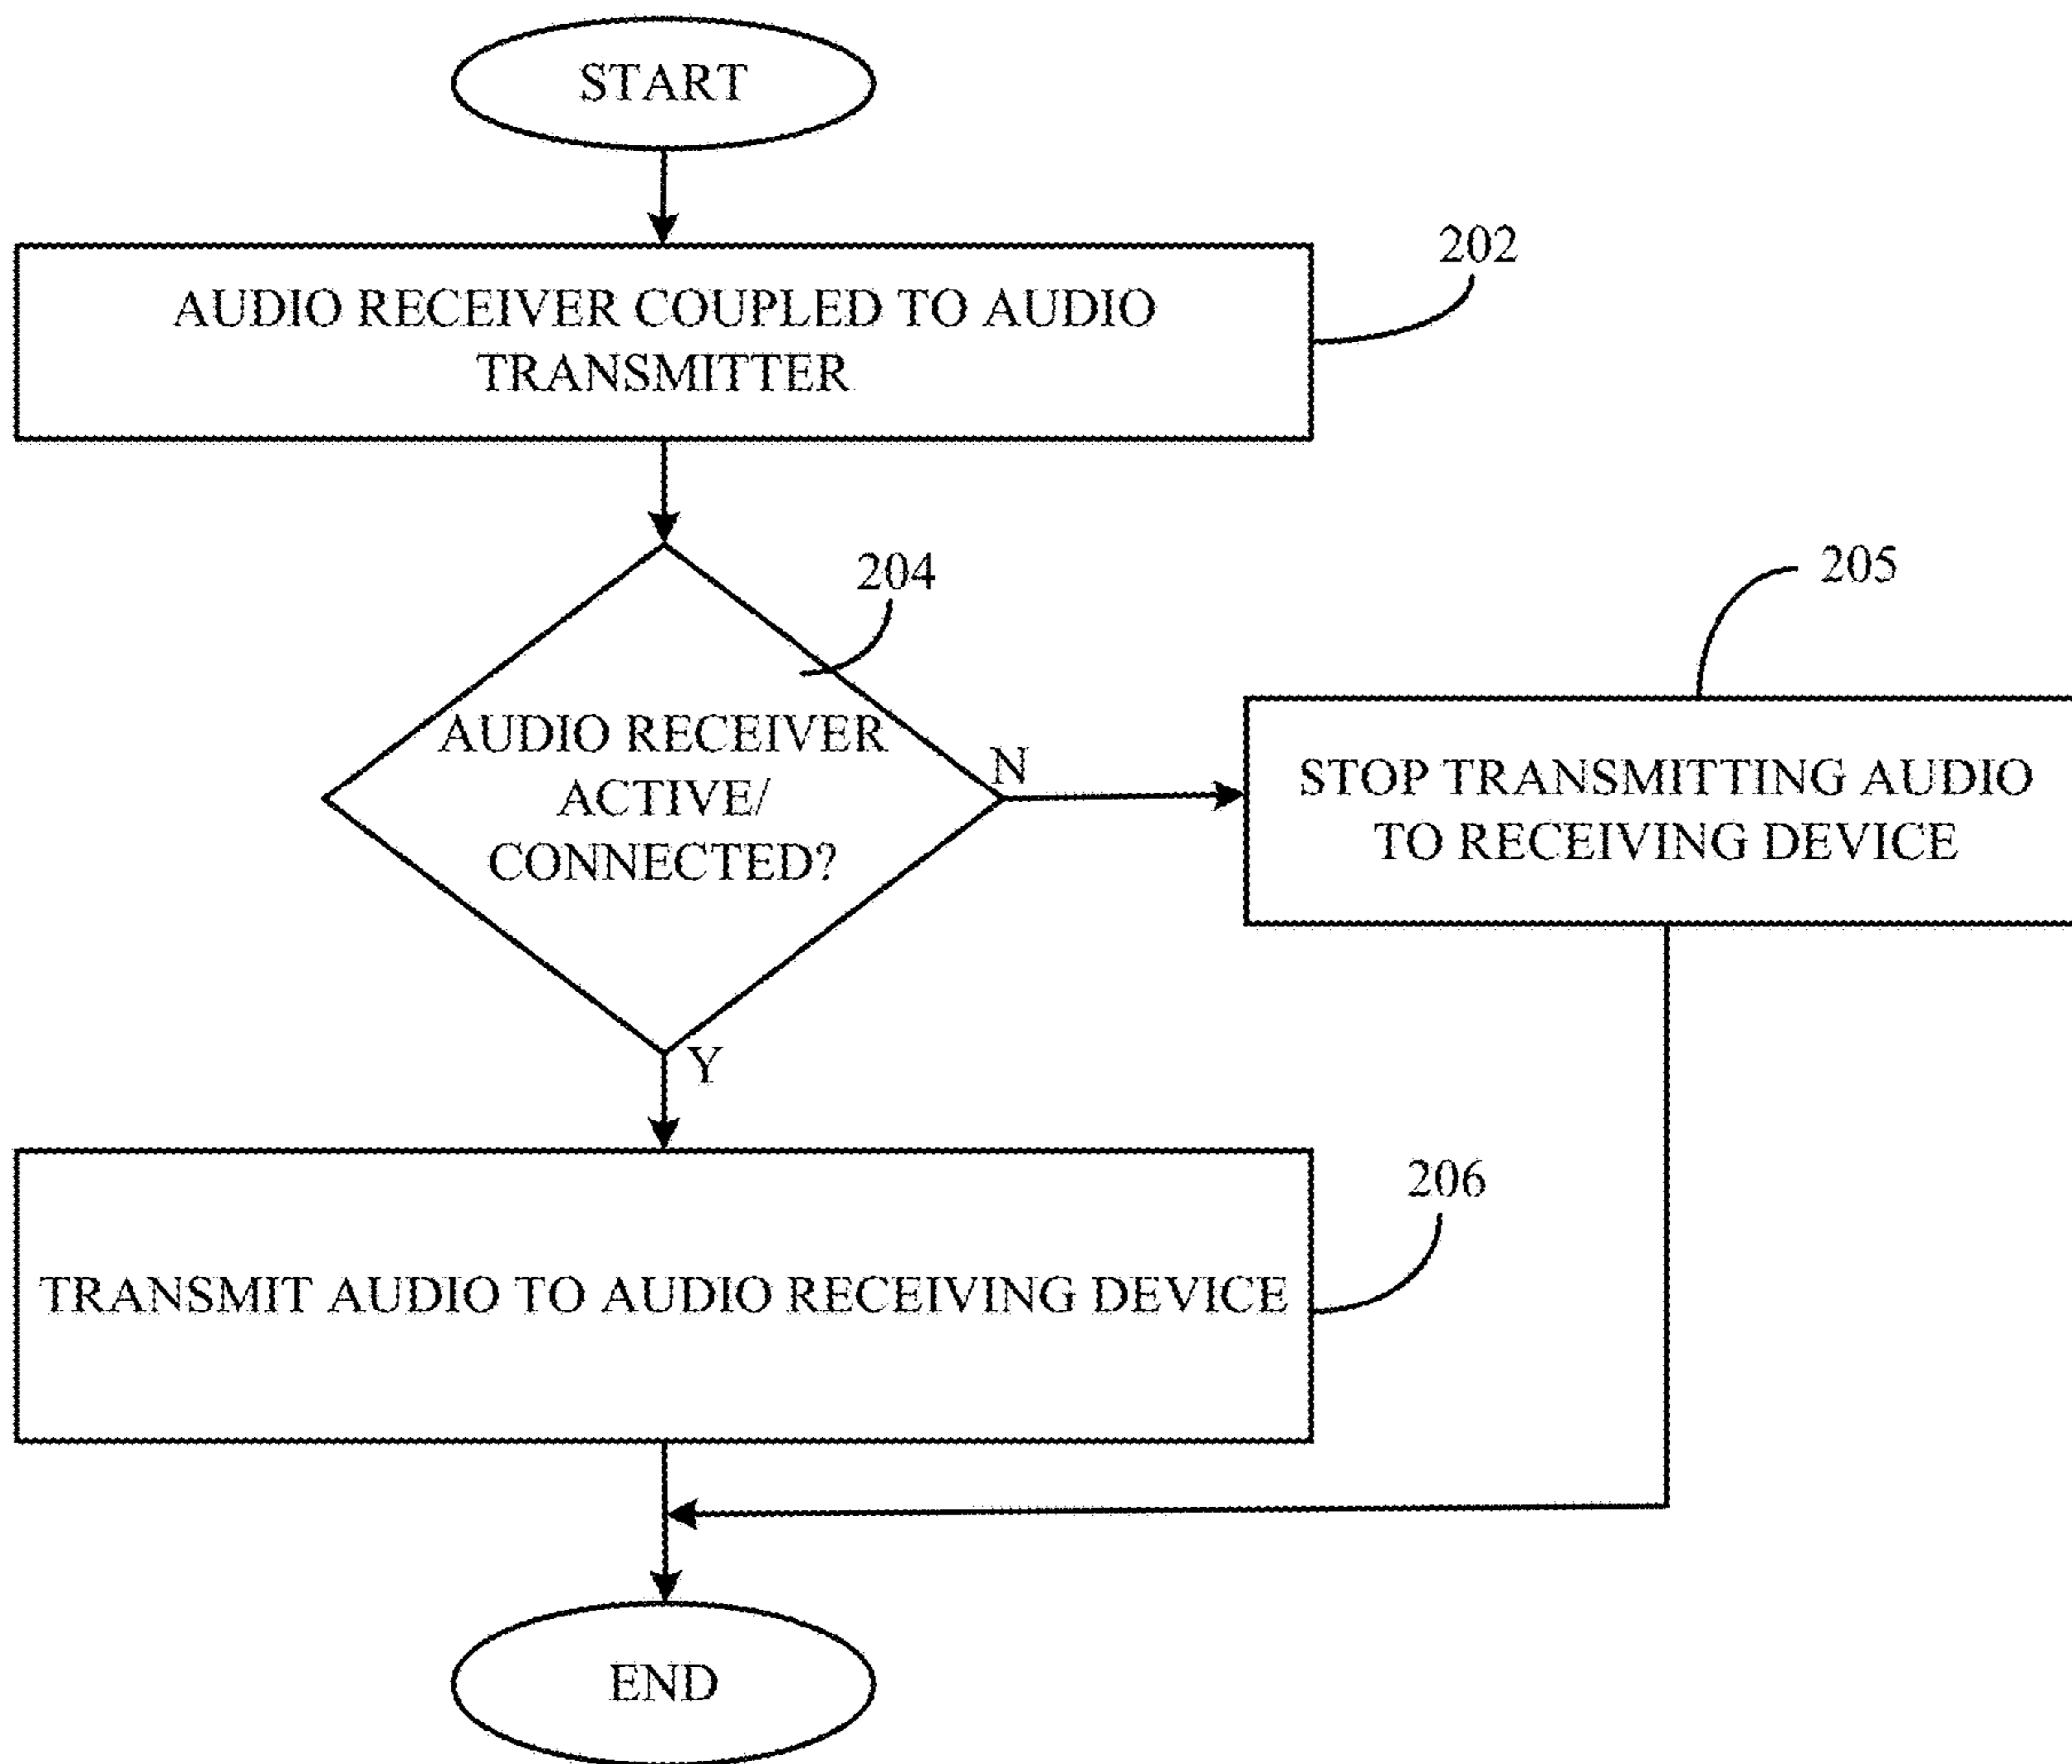 START
202
AUDIO RECEIVER COUPLED TO AUDIO
TRANSMITTER
204
205
AUDIO RECEIVER
ACTIVE/
CONNECTED?
N
STOP TRANSMITTING AUDIO
TO RECEIVING DEVICE
Y
206
TRANSMIT AUDIO TO AUDIO RECEIVING DEVICE
END